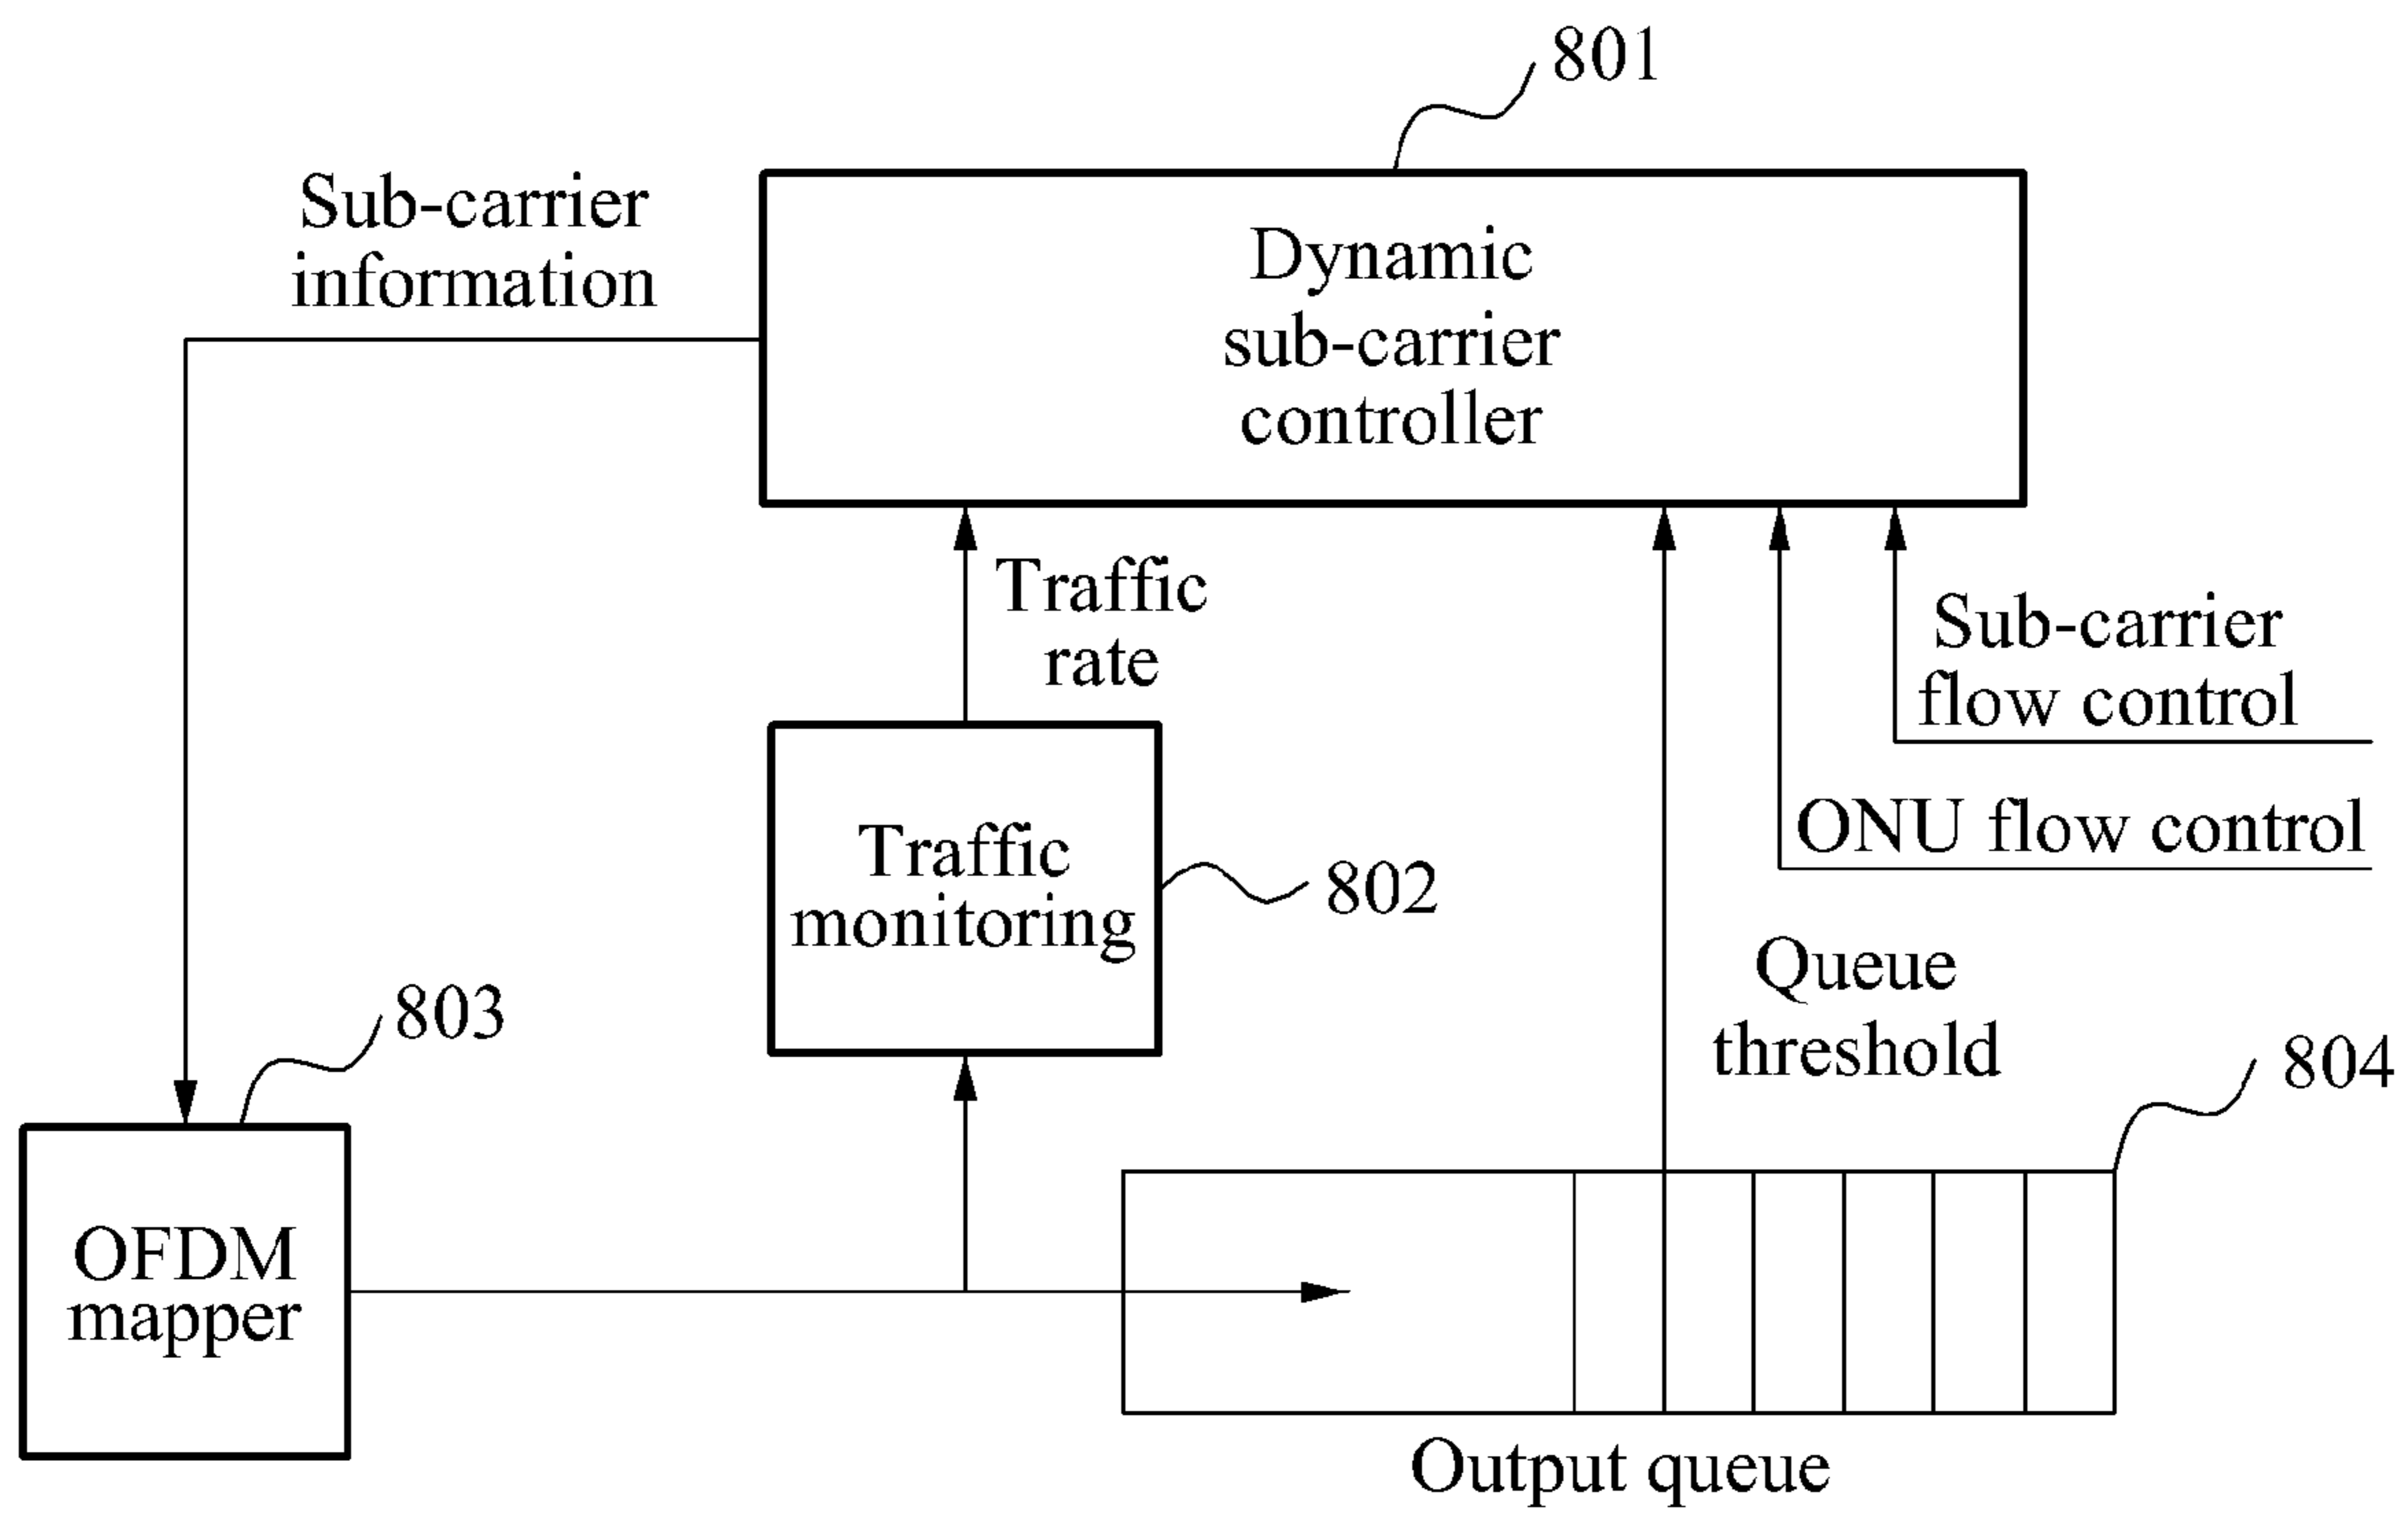 801
Sub-carrier
information
Dynamic
sub-carrier
controller
Traffic
rate
Sub-carrier
flow control
ONU flow control
Traffic
monitoring
802
Queue
threshold
803
804
OFDM
mapper
Output queue